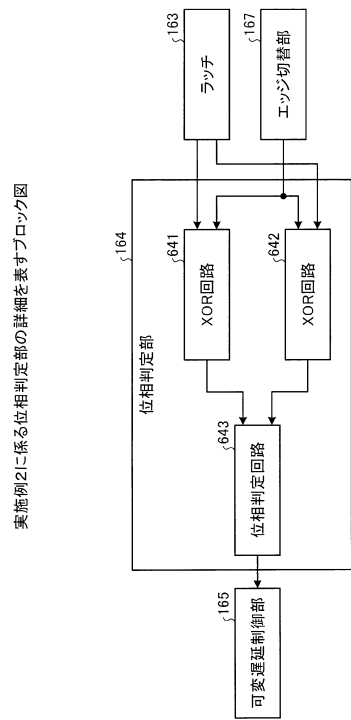 実施例2に係る位相判定部の詳細を表すブロック図
163
ラッチ
167
エッジ切替部
164
位相判定部
641
XOR回路
642
XOR回路
643
位相判定回路
165
可変遅延制御部